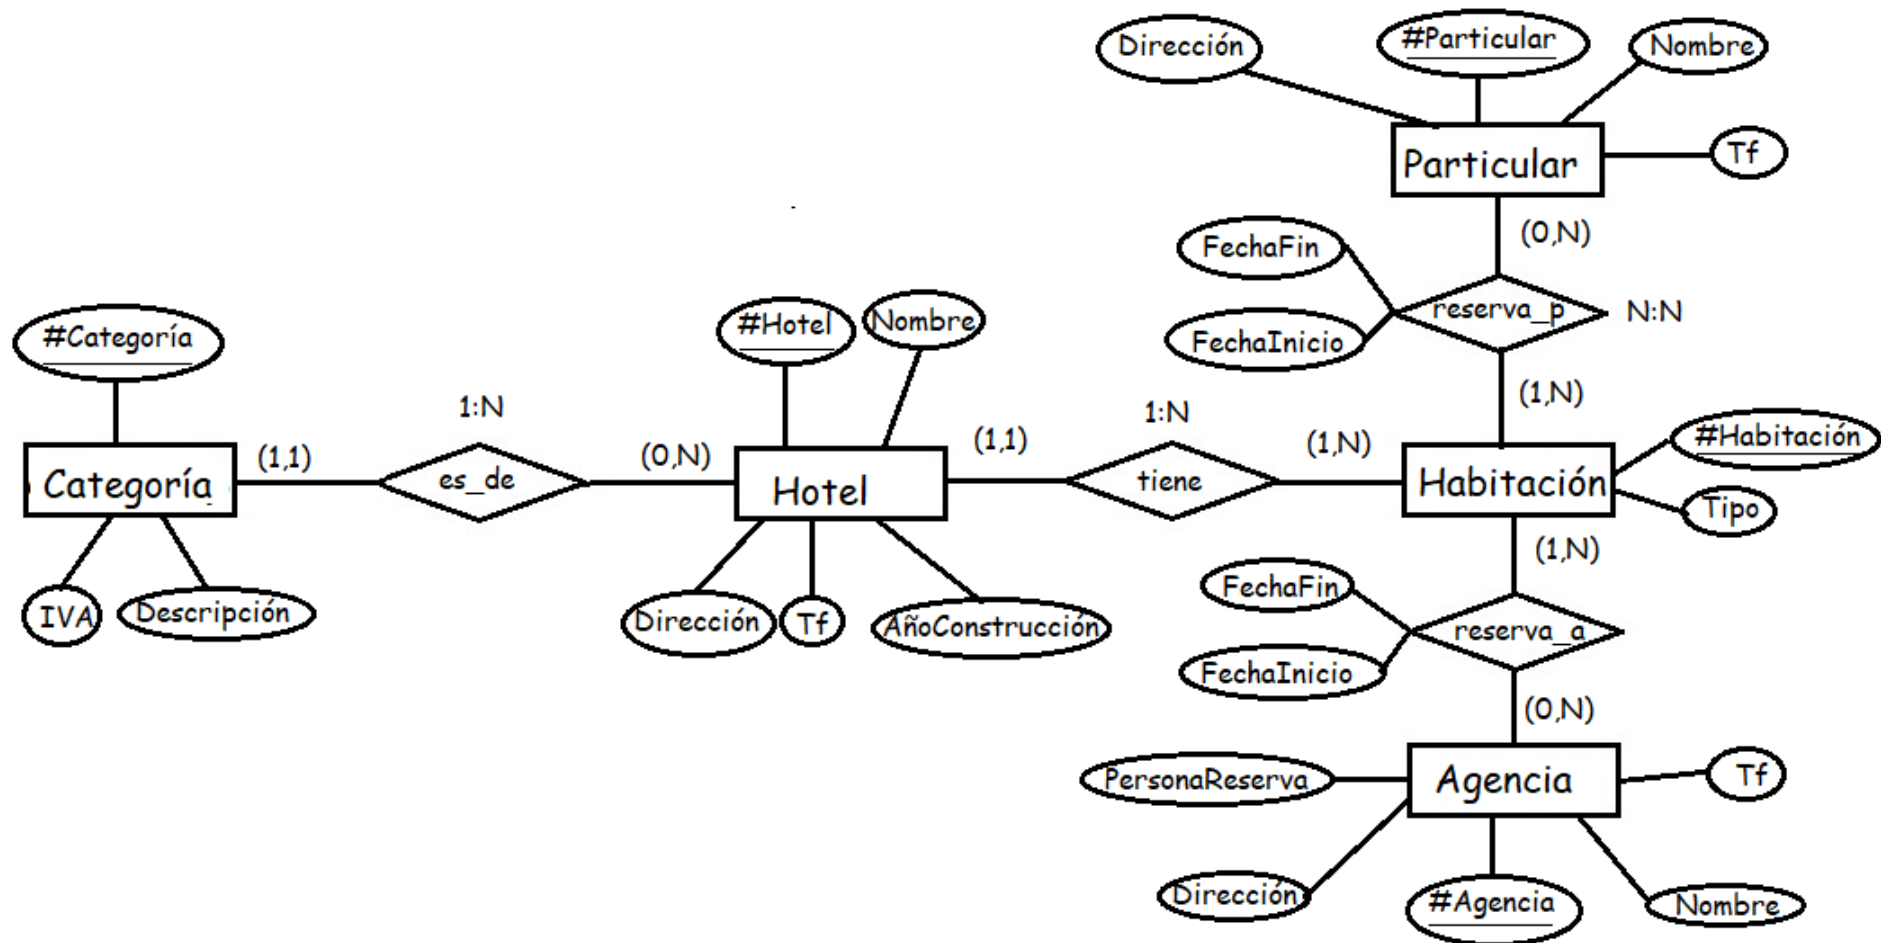 Dirección
#Particular
Nombre
Particular
Tf
(0,N)
FechaFin
reserva_p
N:N
FechaInicio
(1,N)
#Categoría
1:N
(1,1)
Categoría
es_de
(0,N)
IVA
Descripción
#Hotel
Nombre
Hotel
(1,1)
Dirección
Tf
AñoConstrucción
1:N
tiene
(1,N)
Habitación
#Habitación
Tipo
(1,N)
FechaFin
reserva_a
FechaInicio
(0,N)
PersonaReserva
Agencia
Tf
Dirección
#Agencia
Nombre